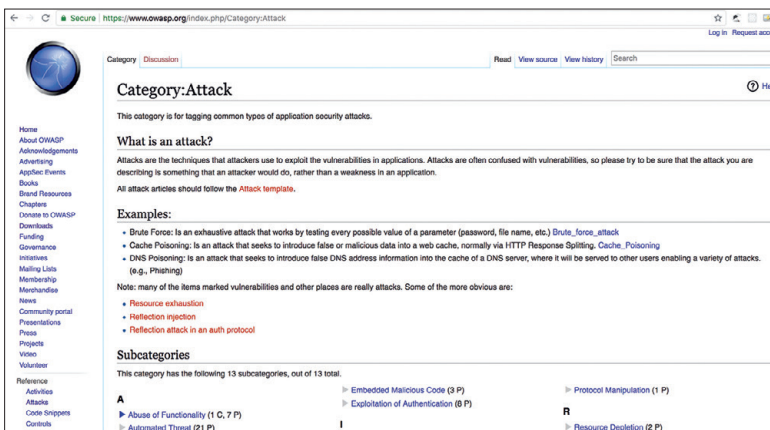 Secure https://www.owasp.org/index.php/Category:Attack
Log in Request acc
Category Discussion Read View source View history Search
Category:Attack
He
This category is for tagging common types of application security attacks.
What is an attack?
Attacks are the techniques that attackers use to exploit the vulnerabilities in applications. Attacks are often confused with vulnerabilities, so please try to be sure that the attack you are
describing is something that an attacker would do, rather than a weakness in an application.
All attack articles should follow the Attack template.
Examples:
• Brute Force: Is an exhaustive attack that works by testing every possible value of a parameter (password, file name, etc.) Brute_force_attack
• Cache Poisoning: Is an attack that seeks to introduce false or malicious data into a web cache, normally via HTTP Response Splitting. Cache_Poisoning
• DNS Poisoning: Is an attack that seeks to introduce false DNS address information into the cache of a DNS server, where it will be served to other users enabling a variety of attacks.
(e.g., Phishing)
Note: many of the items marked vulnerabilities and other places are really attacks. Some of the more obvious are:
• Resource exhaustion
• Reflection injection
• Reflection attack in an auth protocol
Subcategories
This category has the following 13 subcategories, out of 13 total.
A
Abuse of Functionality (1 C, 7 P)
Automated Threat (21 P)
Embedded Malicious Code (3 P)
Exploitation of Authentication (8 P)
I
Protocol Manipulation (1 P)
R
Resource Depletion (2 P)
Home
About OWASP
Acknowledgements
Advertising
AppSec Events
Books
Brand Resources
Chapters
Donate to OWASP
Downloads
Funding
Governance
Initiatives
Mailing Lists
Membership
Merchandise
News
Community portal
Presentations
Press
Projects
Video
Volunteer
Reference
Activities
Attacks
Code Snippets
Controls